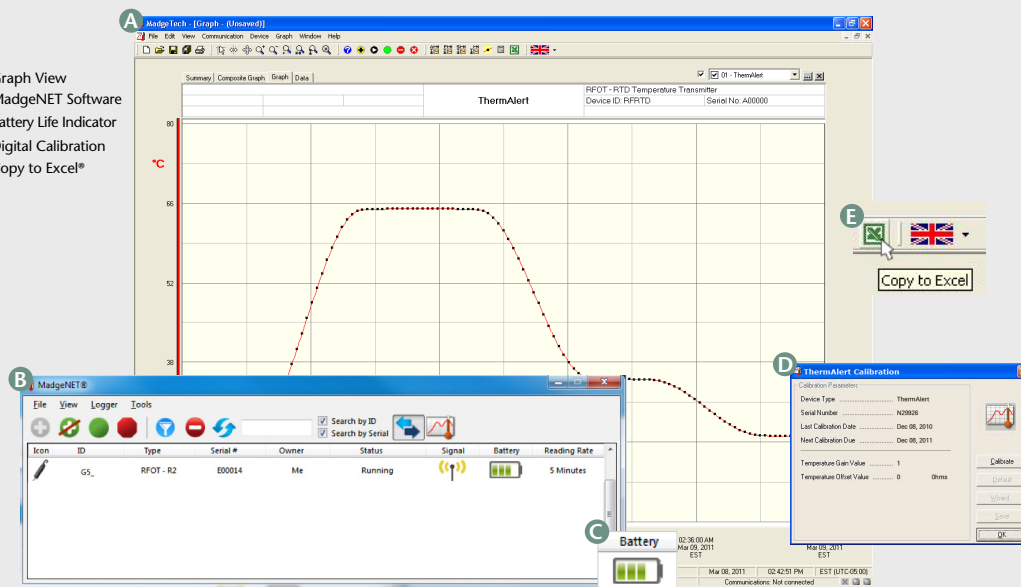 A
MadgeTech - [Graph - (Unsaved)]
File Edit View Communication Device Graph Window Help
Graph View
MadgeNET Software
Battery Life Indicator
Digital Calibration
Copy to Excel®
Summary Composite Graph Graph Data
01 - ThermAlert
ThermAlert
RFOT - RTD Temperature Transmitter
Device ID: RFRTD Serial No: A00000
80
°C
66
52
38
E
Copy to Excel
B
MadgeNET®
File View Logger Tools
Search by ID
Search by Serial
Icon ID Type Serial # Owner Status Signal Battery Reading Rate
G5_ RFOT - R2 E00014 Me Running 5 Minutes
D
ThermAlert Calibration
Calibration Parameters
Device Type ThermAlert
Serial Number N29926
Last Calibration Date Dec 08, 2010
Next Calibration Due Dec 08, 2011
Temperature Gain Value 1
Temperature Offset Value 0 Ohms
Calibrate
Default
Wizard
Save
OK
C
Battery
02:36:00 AM
Mar 09, 2011
EST
Mar 09, 2011
EST
Mar 08, 2011 02:42:51 PM EST (UTC-05:00)
Communications: Not connected